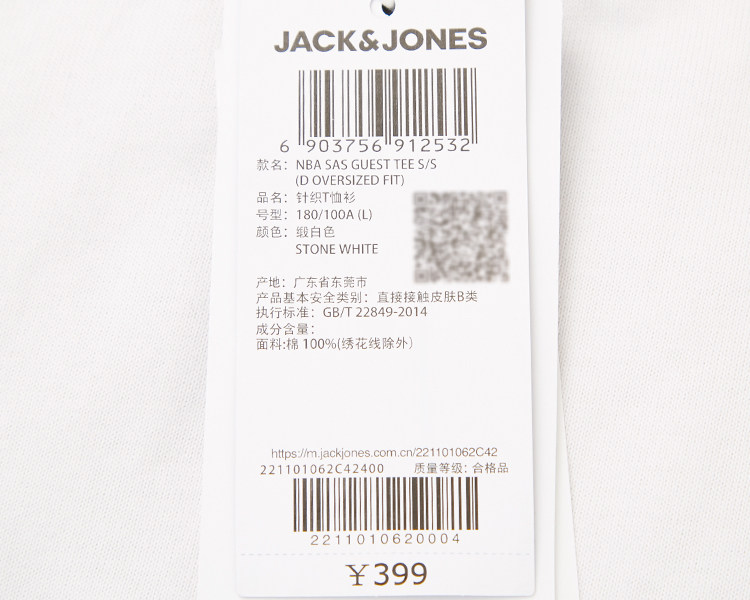 JACK&JONES
6 903756 912532
款名： NBA SAS GUEST TEE S/S
(D OVERSIZED FIT)
品名： 针织T恤衫
号型： 180/100A (L)
颜色： 缎白色
STONE WHITE
产地： 广东省东莞市
产品基本安全类别： 直接接触皮肤B类
执行标准： GB/T 22849-2014
成分含量：
面料:棉 100%(绣花线除外)
https://m.jackjones.com.cn/221101062C42
221101062C42400 质量等级: 合格品
2211010620004
￥399